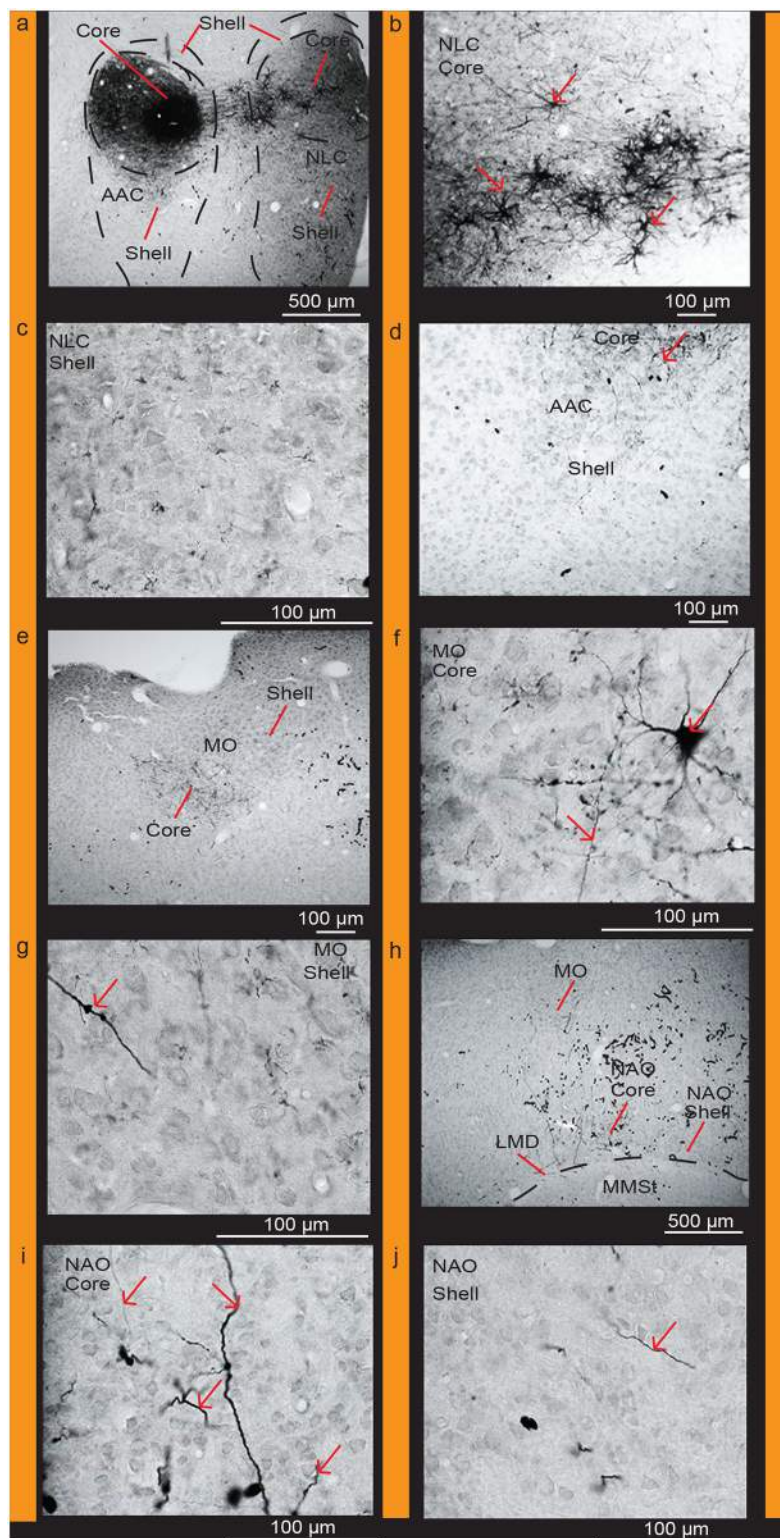 a
Core
Shell
Core
AAC
NLC
Shell
Shell
500 µm
b
NLC
Core
100 µm
c
NLC
Shell
100 µm
d
Core
AAC
Shell
100 µm
e
Shell
MO
Core
100 µm
f
MO
Core
100 µm
g
MO
Shell
100 µm
h
MO
NAO
Core
NAO
Shell
LMD
MMSt
500 µm
i
NAO
Core
100 µm
j
NAO
Shell
100 µm